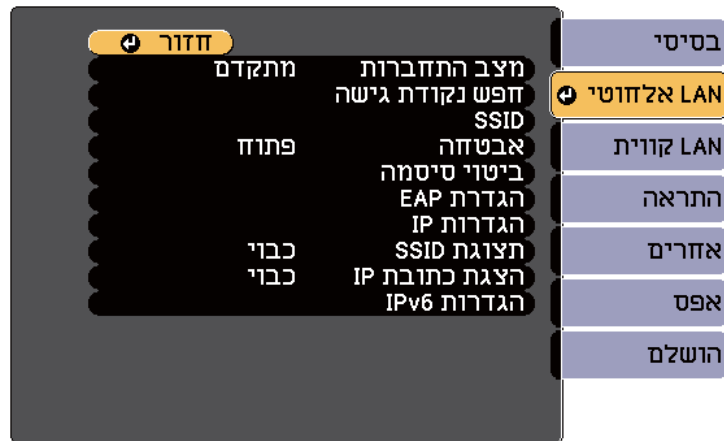 בסיסי
LAN אלחוטי
LAN קווית
התראה
אחרים
אפס
הושלם
חזור
מצב התחברות מתקדם
חפש נקודת גישה
SSID
אבטחה פתוח
ביטוי סיסמה
הגדרת EAP
הגדרות IP
תצוגת SSID כבוי
הצגת כתובת IP כבוי
הגדרות IPv6